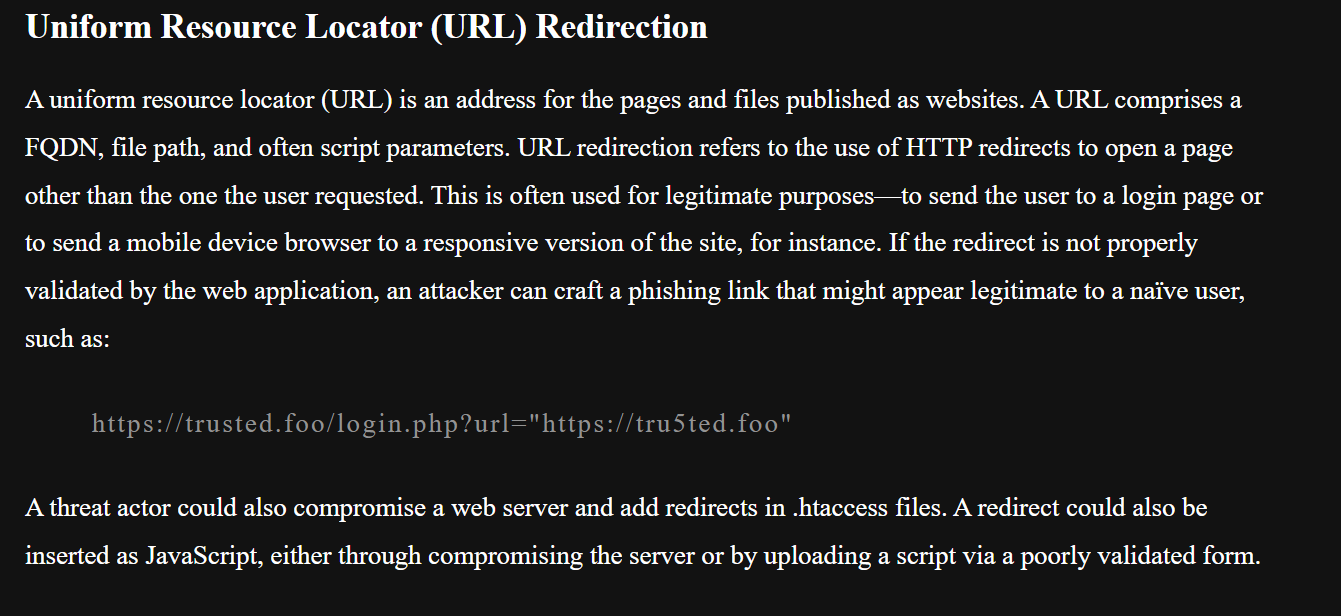 Uniform Resource Locator (URL) Redirection
A uniform resource locator (URL) is an address for the pages and files published as websites. A URL comprises a
FQDN, file path, and often script parameters. URL redirection refers to the use of HTTP redirects to open a page
other than the one the user requested. This is often used for legitimate purposes—to send the user to a login page or
to send a mobile device browser to a responsive version of the site, for instance. If the redirect is not properly
validated by the web application, an attacker can craft a phishing link that might appear legitimate to a naïve user,
such as:
https://trusted.foo/login.php?url="https://tru5ted.foo"
A threat actor could also compromise a web server and add redirects in .htaccess files. A redirect could also be
inserted as JavaScript, either through compromising the server or by uploading a script via a poorly validated form.